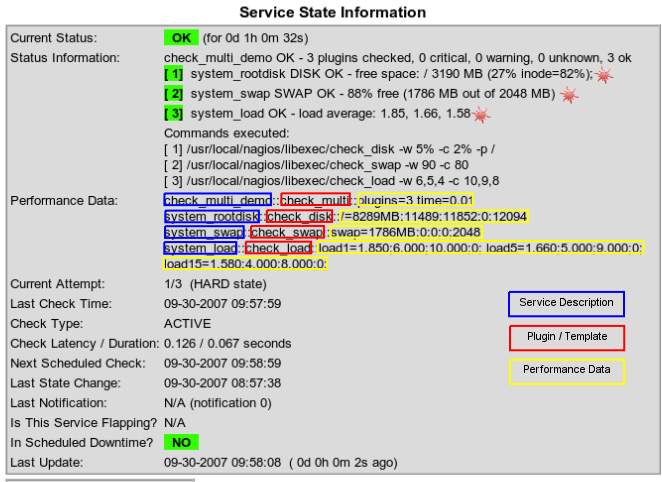 Service State Information
Current Status: OK (for 0d 1h 0m 32s)
Status Information: check_multi_demo OK - 3 plugins checked, 0 critical, 0 warning, 0 unknown, 3 ok
[ 1] system_rootdisk DISK OK - free space: / 3190 MB (27% inode=82%);
[ 2] system_swap SWAP OK - 88% free (1786 MB out of 2048 MB)
[ 3] system_load OK - load average: 1.85, 1.66, 1.58
Commands executed:
[ 1] /usr/local/nagios/libexec/check_disk -w 5% -c 2% -p /
[ 2] /usr/local/nagios/libexec/check_swap -w 90 -c 80
[ 3] /usr/local/nagios/libexec/check_load -w 6,5,4 -c 10,9,8
Performance Data: check_multi_demo::check_multi::plugins=3 time=0.01
system_rootdisk::check_disk::/=8289MB;11489;11852;0;12094
system_swap::check_swap::swap=1786MB;0;0;0;2048
system_load::check_load::load1=1.850;6.000;10.000;0; load5=1.660;5.000;9.000;0;
load15=1.580;4.000;8.000;0;
Current Attempt: 1/3 (HARD state)
Last Check Time: 09-30-2007 09:57:59
Service Description
Check Type: ACTIVE
Plugin / Template
Check Latency / Duration: 0.126 / 0.067 seconds
Next Scheduled Check: 09-30-2007 09:58:59
Performance Data
Last State Change: 09-30-2007 08:57:38
Last Notification: N/A (notification 0)
Is This Service Flapping? N/A
In Scheduled Downtime? NO
Last Update: 09-30-2007 09:58:08 ( 0d 0h 0m 2s ago)